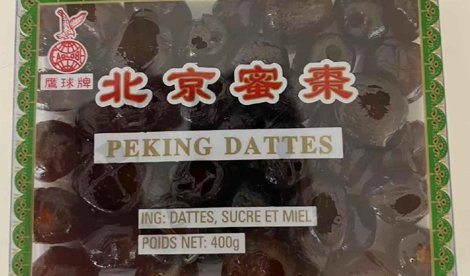 鷹球牌
北京蜜棗
PEKING DATTES
ING: DATTES, SUCRE ET MIEL
POIDS NET: 400g